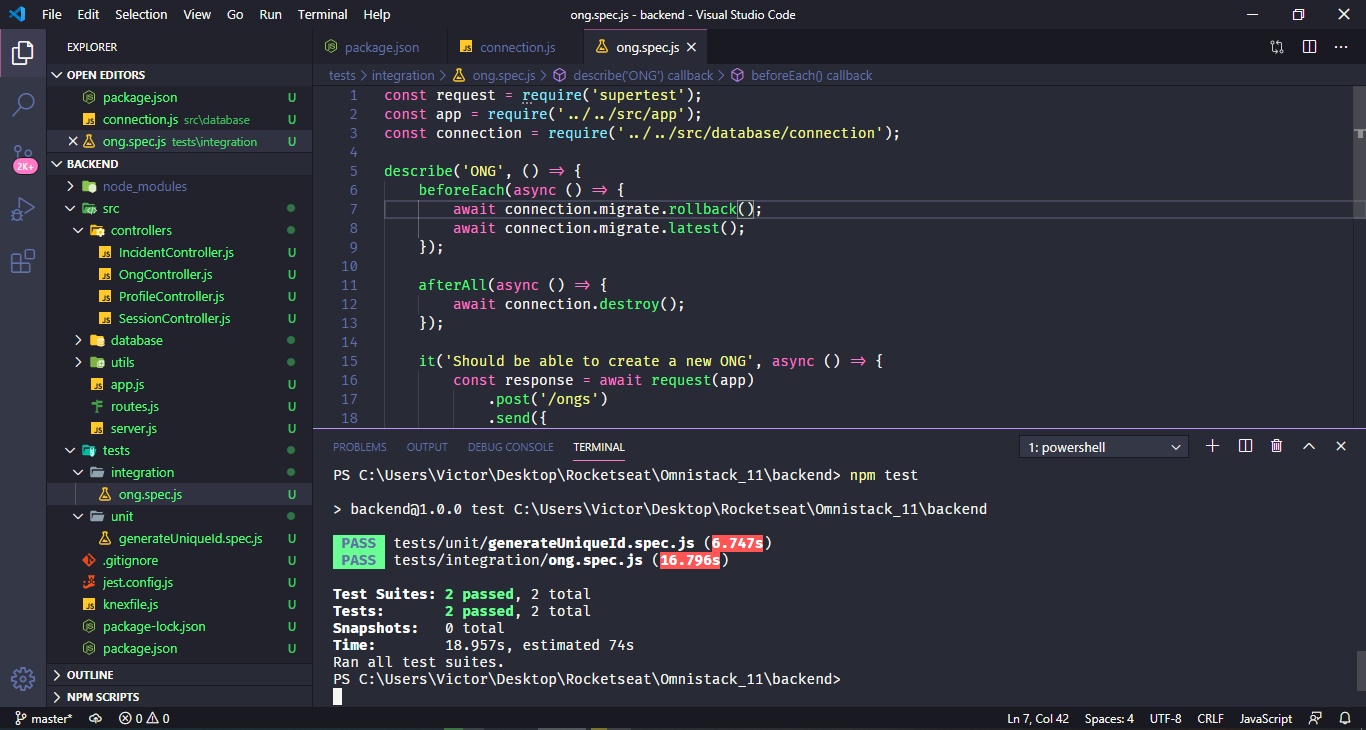 File Edit Selection View Go Run Terminal Help
ong.spec.js - backend - Visual Studio Code
EXPLORER
OPEN EDITORS
package.json U
connection.js src\database U
ong.spec.js tests\integration U
2K+
BACKEND
node_modules
src
controllers
IncidentController.js U
OngController.js U
ProfileController.js U
SessionController.js U
database
utils
app.js U
routes.js U
server.js U
tests
integration
ong.spec.js U
unit
generateUniqueId.spec.js U
.gitignore U
jest.config.js U
knexfile.js U
package-lock.json U
package.json U
OUTLINE
NPM SCRIPTS
package.json
connection.js
ong.spec.js
tests > integration > ong.spec.js > describe('ONG') callback > beforeEach() callback
1 const request = require('supertest');
2 const app = require('../../src/app');
3 const connection = require('../../src/database/connection');
4
5 describe('ONG', () => {
6 beforeEach(async () => {
7 await connection.migrate.rollback();
8 await connection.migrate.latest();
9 });
10
11 afterAll(async () => {
12 await connection.destroy();
13 });
14
15 it('Should be able to create a new ONG', async () => {
16 const response = await request(app)
17 .post('/ongs')
18 .send({
PROBLEMS OUTPUT DEBUG CONSOLE TERMINAL
1: powershell
PS C:\Users\Victor\Desktop\Rocketseat\Omnistack_11\backend> npm test
> backend@1.0.0 test C:\Users\Victor\Desktop\Rocketseat\Omnistack_11\backend
PASS tests/unit/generateUniqueId.spec.js (6.747s)
PASS tests/integration/ong.spec.js (16.796s)
Test Suites: 2 passed, 2 total
Tests: 2 passed, 2 total
Snapshots: 0 total
Time: 18.957s, estimated 74s
Ran all test suites.
PS C:\Users\Victor\Desktop\Rocketseat\Omnistack_11\backend>
master* 0 0
Ln 7, Col 42 Spaces: 4 UTF-8 CRLF JavaScript